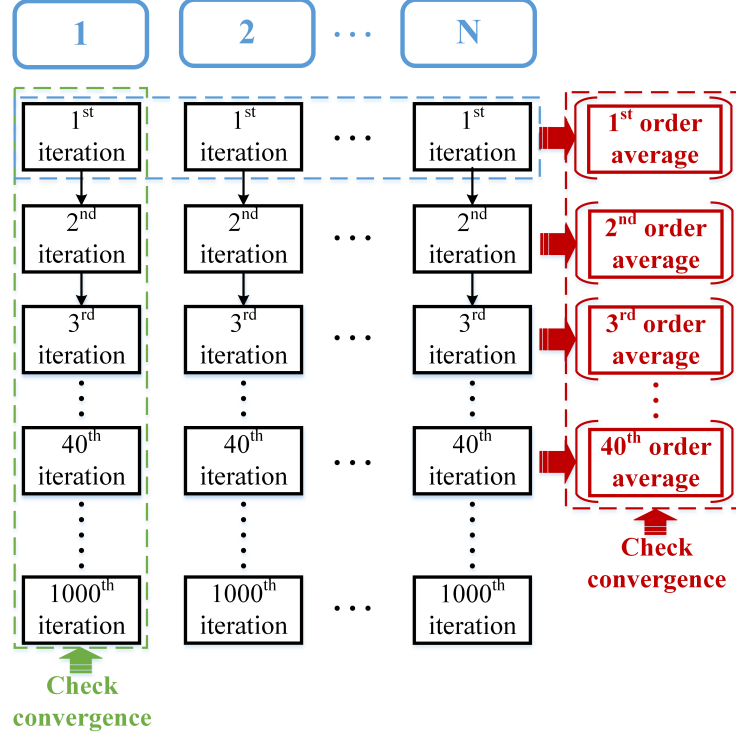 1 2 ··· N
1st iteration 1st iteration ··· 1st iteration 1st order average
2nd iteration 2nd iteration ··· 2nd iteration 2nd order average
3rd iteration 3rd iteration ··· 3rd iteration 3rd order average
40th iteration 40th iteration ··· 40th iteration 40th order average
1000th iteration 1000th iteration ··· 1000th iteration
Check
convergence
Check
convergence